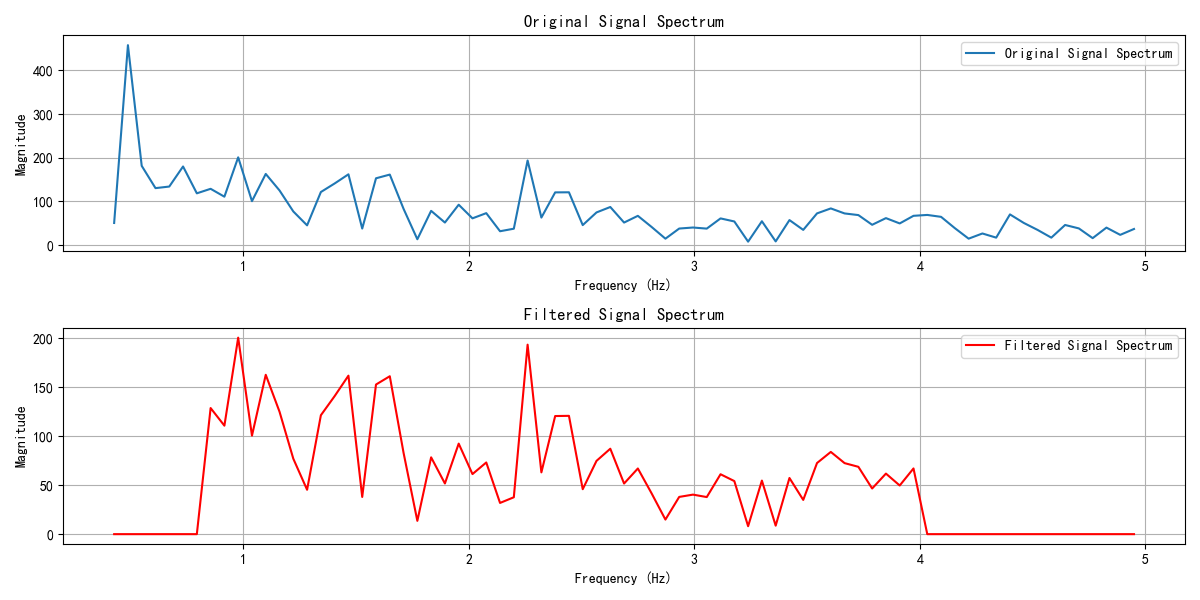 Original Signal Spectrum
Original Signal Spectrum
Magnitude
400
300
200
100
0
1
2
3
4
5
Frequency (Hz)
Filtered Signal Spectrum
Filtered Signal Spectrum
Magnitude
200
150
100
50
0
1
2
3
4
5
Frequency (Hz)